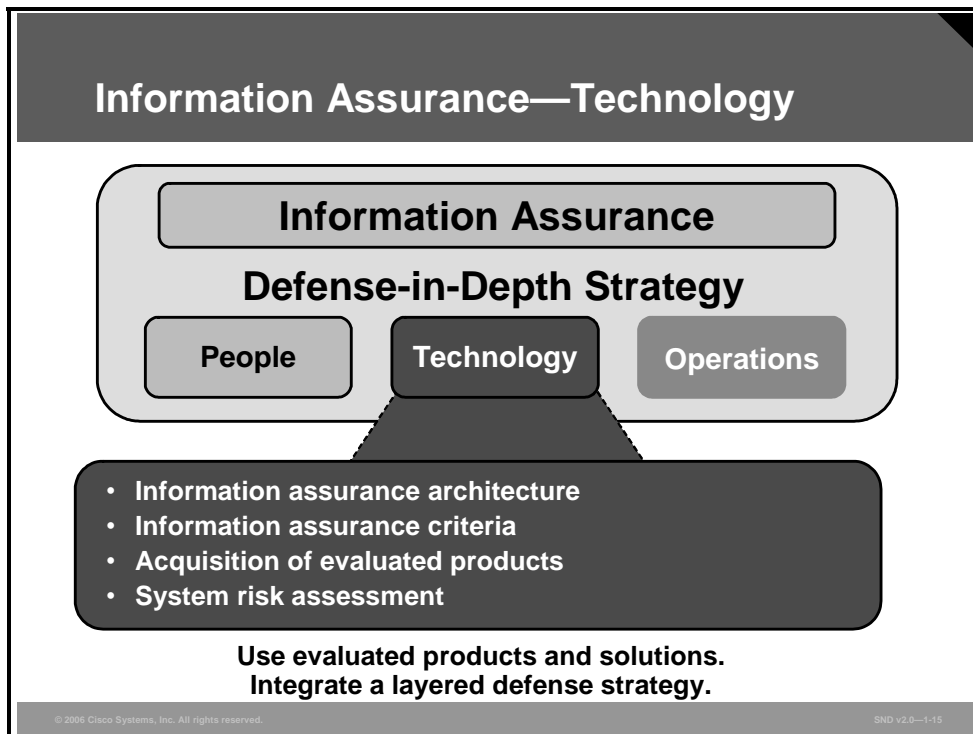 Information Assurance—Technology
Information Assurance
Defense-in-Depth Strategy
People
Technology
Operations
• Information assurance architecture
• Information assurance criteria
• Acquisition of evaluated products
• System risk assessment
Use evaluated products and solutions.
Integrate a layered defense strategy.
© 2006 Cisco Systems, Inc. All rights reserved.
SND v2.0—1-15